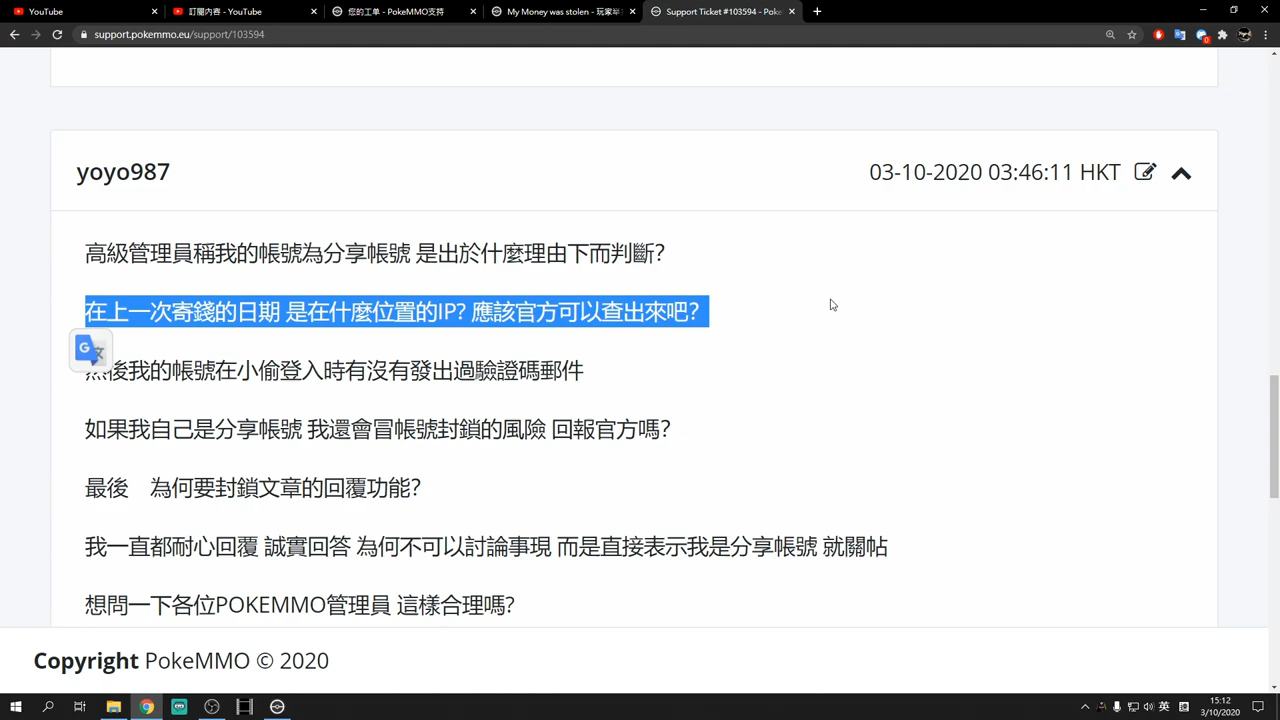 YouTube
訂閱內容 - YouTube
您的工单 - PokeMMO支持
My Money was stolen - 玩家举
Support Ticket #103594 - Poke
support.pokemmo.eu/support/103594
yoyo987
03-10-2020 03:46:11 HKT
高級管理員稱我的帳號為分享帳號 是出於什麼理由下而判斷?
在上一次寄錢的日期 是在什麼位置的IP? 應該官方可以查出來吧?
然後我的帳號在小偷登入時有沒有發出過驗證碼郵件
如果我自己是分享帳號 我還會冒帳號封鎖的風險 回報官方嗎?
最後 為何要封鎖文章的回覆功能?
我一直都耐心回覆 誠實回答 為何不可以討論事現 而是直接表示我是分享帳號 就關帖
想問一下各位POKEMMO管理員 這樣合理嗎?
Copyright PokeMMO © 2020
英
15:12
3/10/2020